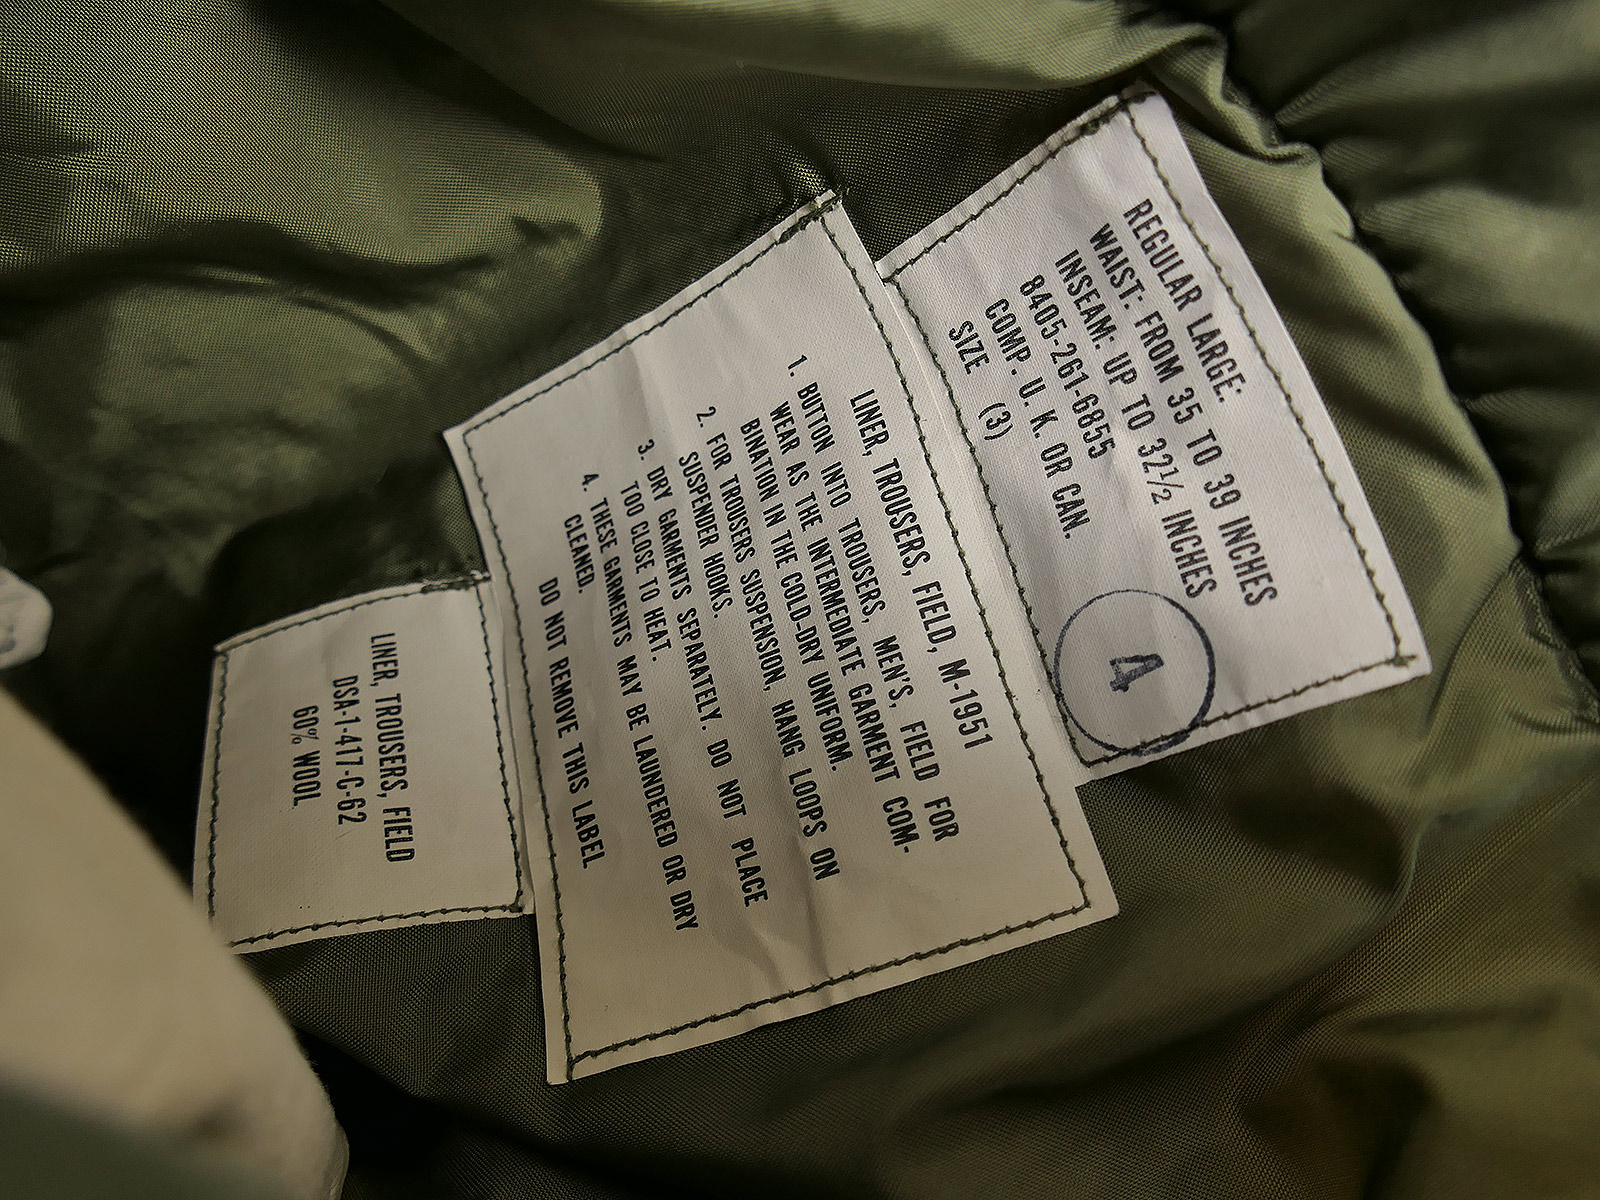 REGULAR LARGE:
WAIST: FROM 35 TO 39 INCHES
INSEAM: UP TO 32½ INCHES
8405-261-6855
COMP. U. K. OR CAN.
SIZE (3)
4
LINER, TROUSERS, FIELD, M-1951
1. BUTTON INTO TROUSERS, MEN'S, FIELD FOR
WEAR AS THE INTERMEDIATE GARMENT COM-
BINATION IN THE COLD-DRY UNIFORM.
2. FOR TROUSERS SUSPENSION, HANG LOOPS ON
SUSPENDER HOOKS.
3. DRY GARMENTS SEPARATELY. DO NOT PLACE
TOO CLOSE TO HEAT.
4. THESE GARMENTS MAY BE LAUNDERED OR DRY
CLEANED.
DO NOT REMOVE THIS LABEL
LINER, TROUSERS, FIELD
DSA-1-417-C-62
60% WOOL